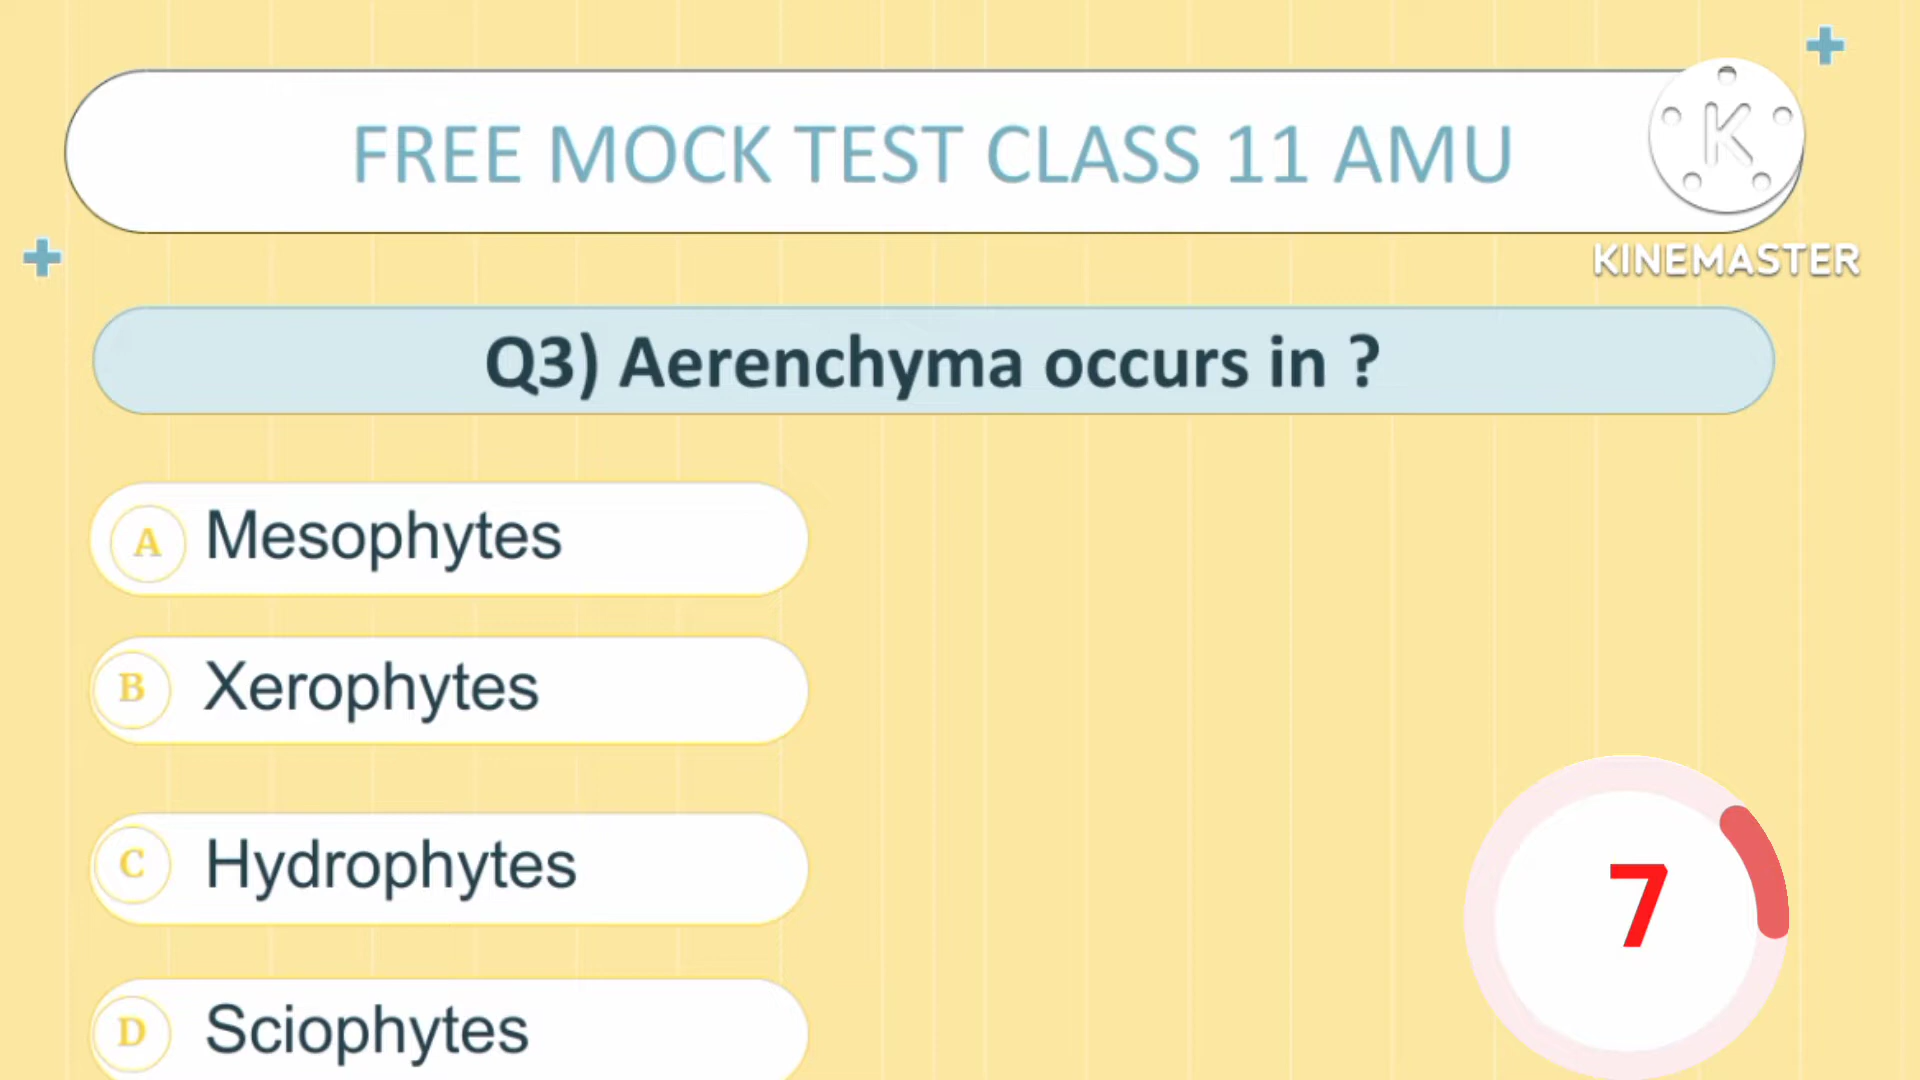 FREE MOCK TEST CLASS 11 AMU
K
KINEMASTER
Q3) Aerenchyma occurs in ?
A Mesophytes
B Xerophytes
C Hydrophytes
7
D Sciophytes